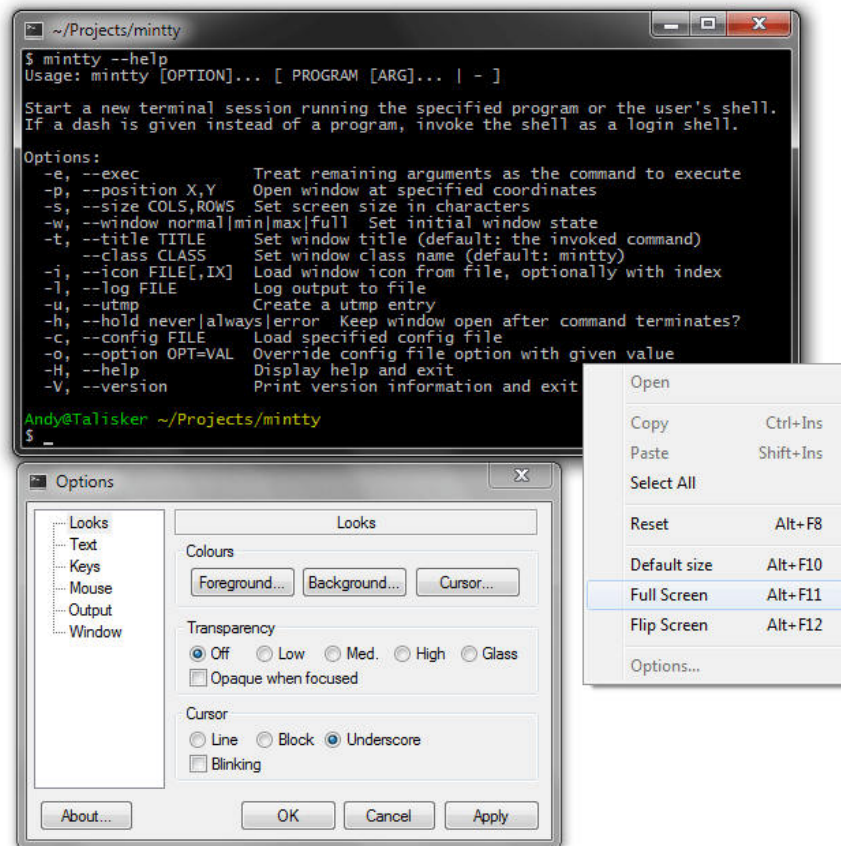 ~/Projects/mintty
$ mintty --help
Usage: mintty [OPTION]... [ PROGRAM [ARG]... | - ]
Start a new terminal session running the specified program or the user's shell.
If a dash is given instead of a program, invoke the shell as a login shell.
Options:
-e, --exec Treat remaining arguments as the command to execute
-p, --position X,Y Open window at specified coordinates
-s, --size COLS,ROWS Set screen size in characters
-w, --window normal|min|max|full Set initial window state
-t, --title TITLE Set window title (default: the invoked command)
--class CLASS Set window class name (default: mintty)
-i, --icon FILE[,IX] Load window icon from file, optionally with index
-l, --log FILE Log output to file
-u, --utmp Create a utmp entry
-h, --hold never|always|error Keep window open after command terminates?
-c, --config FILE Load specified config file
-o, --option OPT=VAL Override config file option with given value
-H, --help Display help and exit
-V, --version Print version information and exit
Andy@Talisker ~/Projects/mintty
$ _
Open
Copy Ctrl+Ins
Paste Shift+Ins
Select All
Reset Alt+F8
Default size Alt+F10
Full Screen Alt+F11
Flip Screen Alt+F12
Options...
Options
Looks
Text
Keys
Mouse
Output
Window
Looks
Colours
Foreground... Background... Cursor...
Transparency
Off Low Med. High Glass
Opaque when focused
Cursor
Line Block Underscore
Blinking
About... OK Cancel Apply